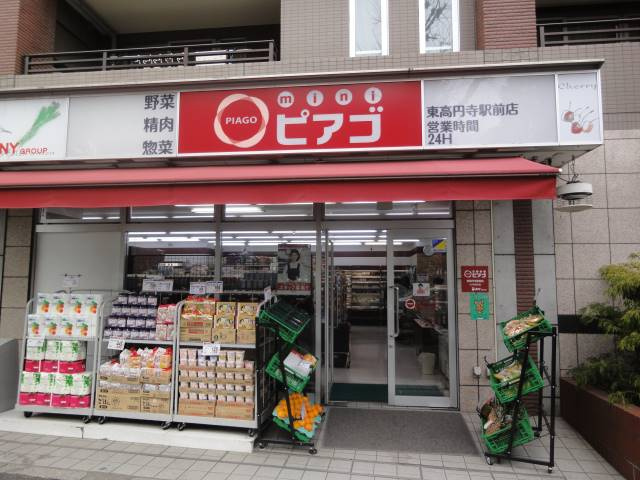 NY GROUP
野菜
精肉
惣菜
PIAGO
mini
ピアゴ
東高円寺駅前店
営業時間
24H
Cherry